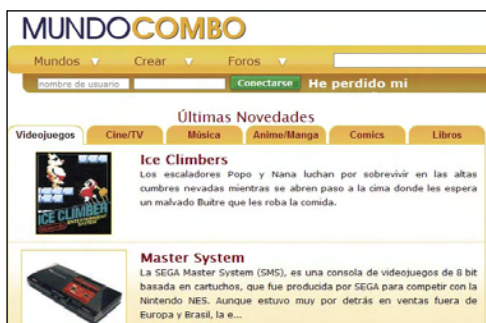 MUNDOCOMBO
Mundos Crear Foros
nombre de usuario Conectarse He perdido mi
Últimas Novedades
Videojuegos Cine/TV Música Anime/Manga Comics Libros
Ice Climbers
Los escaladores Popo y Nana luchan por sobrevivir en las altas
cumbres nevadas mientras se abren paso a la cima donde les espera
un malvado Buitre que les roba la comida.
ICE CLIMBER
Master System
La SEGA Master System (SMS), es una consola de videojuegos de 8 bit
basada en cartuchos, que fue producida por SEGA para competir con la
Nintendo NES. Aunque estuvo muy por detrás en ventas fuera de
Europa y Brasil, la e...